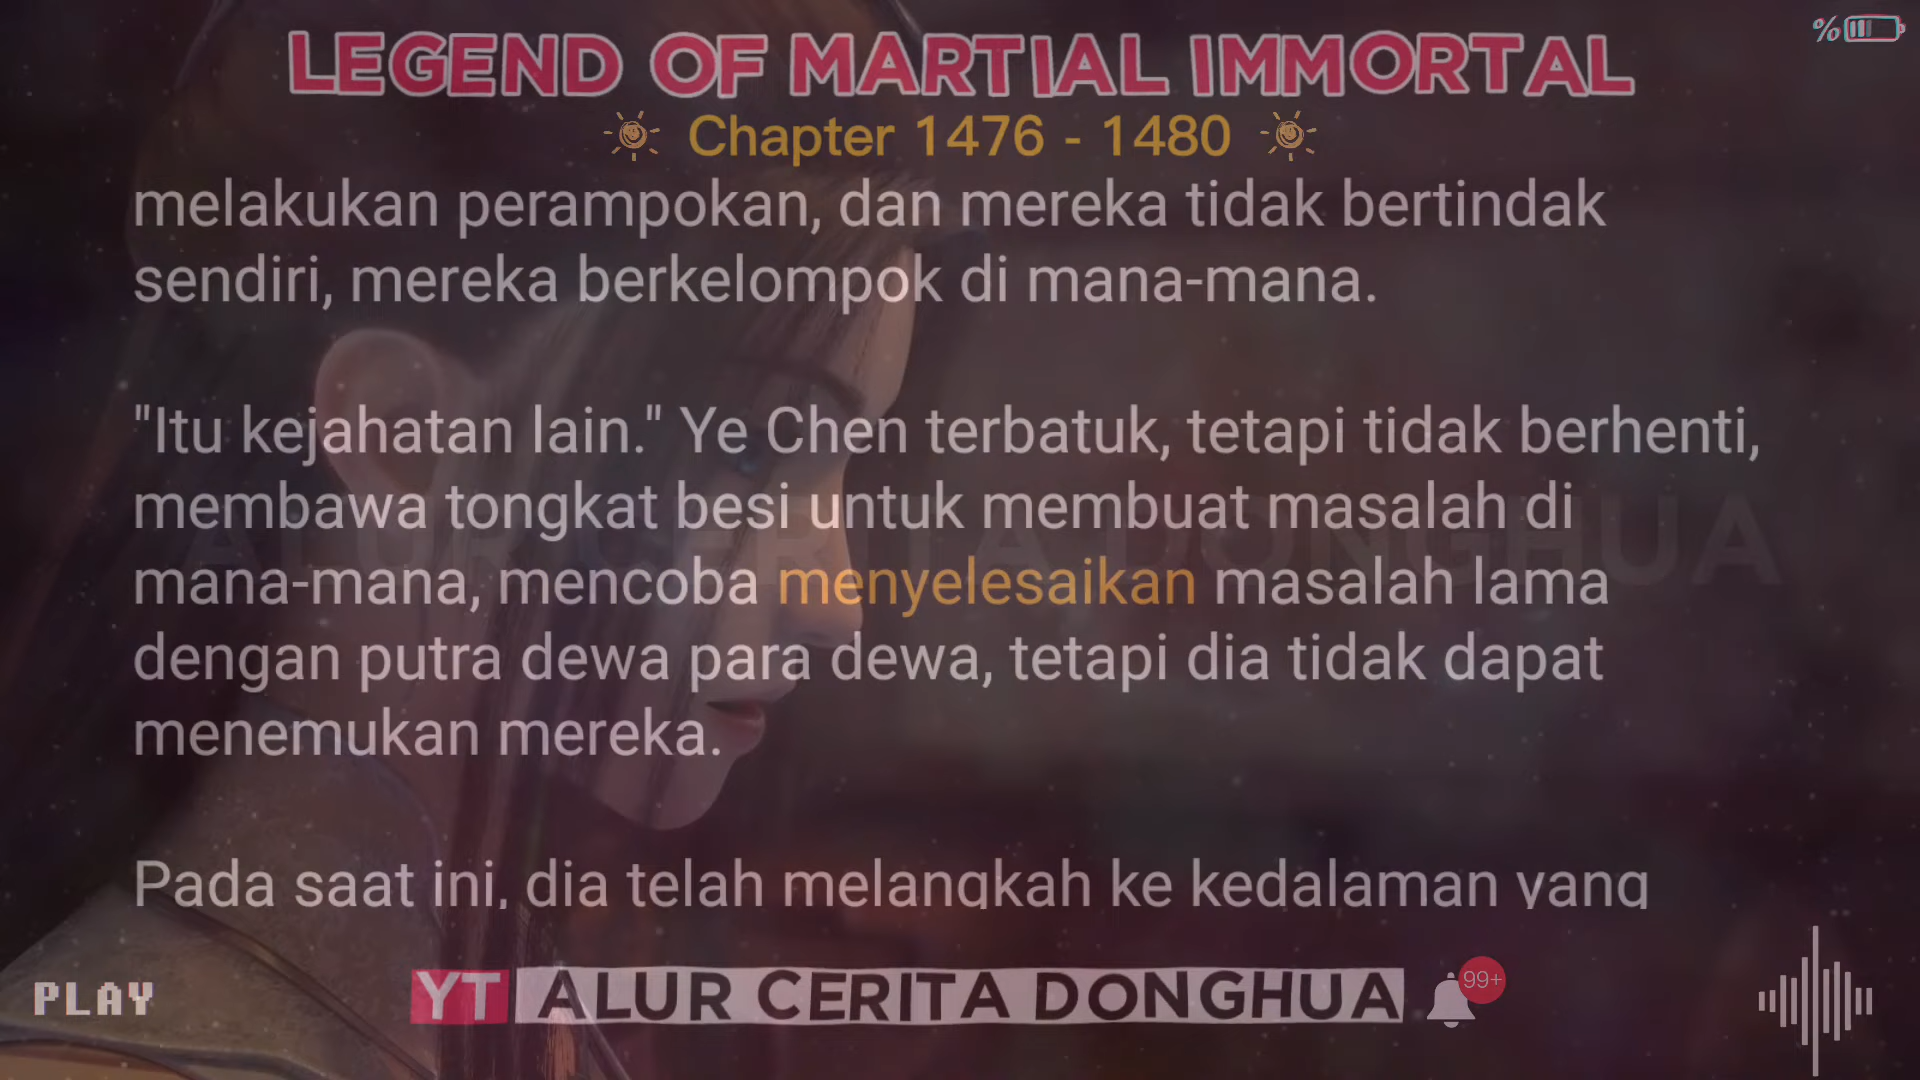 LEGEND OF MARTIAL IMMORTAL
%
Chapter 1476 - 1480
melakukan perampokan, dan mereka tidak bertindak
sendiri, mereka berkelompok di mana-mana.
"Itu kejahatan lain." Ye Chen terbatuk, tetapi tidak berhenti,
membawa tongkat besi untuk membuat masalah di
ALUR CERITA DONGHUA
mana-mana, mencoba menyelesaikan masalah lama
dengan putra dewa para dewa, tetapi dia tidak dapat
menemukan mereka.
Pada saat ini, dia telah melangkah ke kedalaman yang
PLAY
YT ALUR CERITA DONGHUA
99+